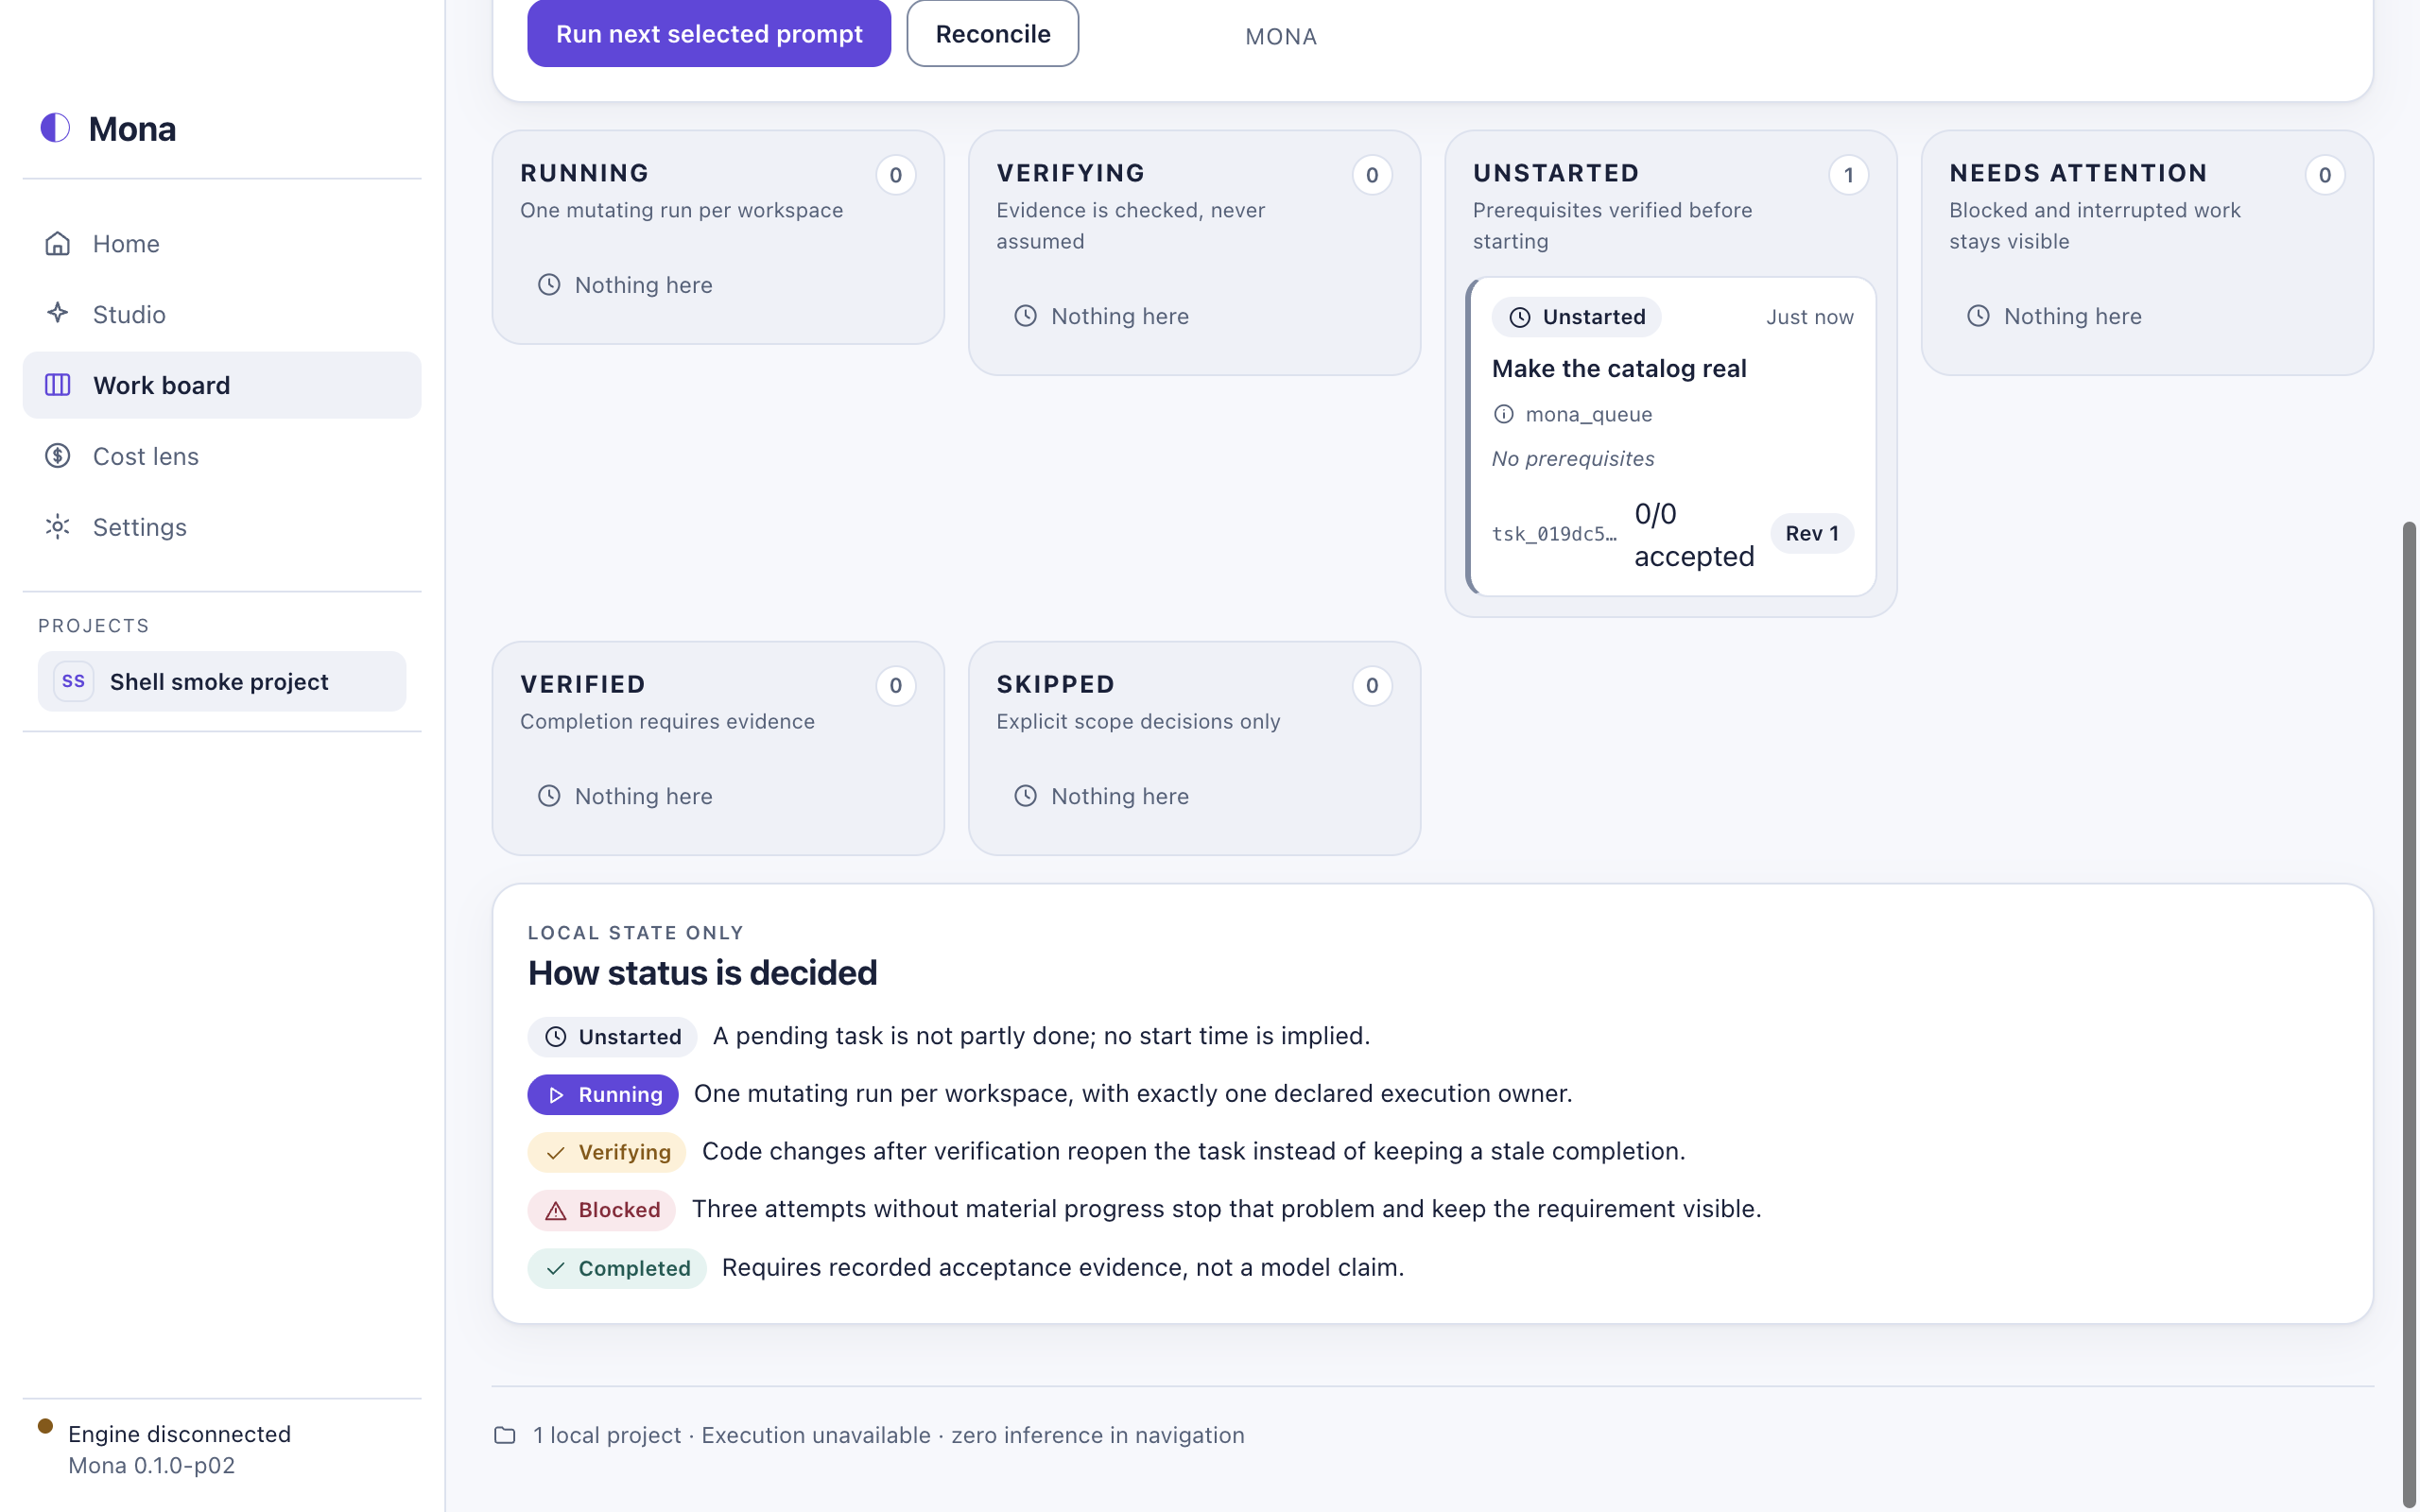 Mona
Home
Studio
Work board
Cost lens
Settings
PROJECTS
SS Shell smoke project
Engine disconnected
Mona 0.1.0-p02
Run next selected prompt
Reconcile
MONA
RUNNING 0
One mutating run per workspace
Nothing here
VERIFYING 0
Evidence is checked, never
assumed
Nothing here
UNSTARTED 1
Prerequisites verified before
starting
Unstarted Just now
Make the catalog real
mona_queue
No prerequisites
tsk_019dc5… 0/0
accepted
Rev 1
NEEDS ATTENTION 0
Blocked and interrupted work
stays visible
Nothing here
VERIFIED 0
Completion requires evidence
Nothing here
SKIPPED 0
Explicit scope decisions only
Nothing here
LOCAL STATE ONLY
How status is decided
Unstarted A pending task is not partly done; no start time is implied.
Running One mutating run per workspace, with exactly one declared execution owner.
Verifying Code changes after verification reopen the task instead of keeping a stale completion.
Blocked Three attempts without material progress stop that problem and keep the requirement visible.
Completed Requires recorded acceptance evidence, not a model claim.
1 local project · Execution unavailable · zero inference in navigation